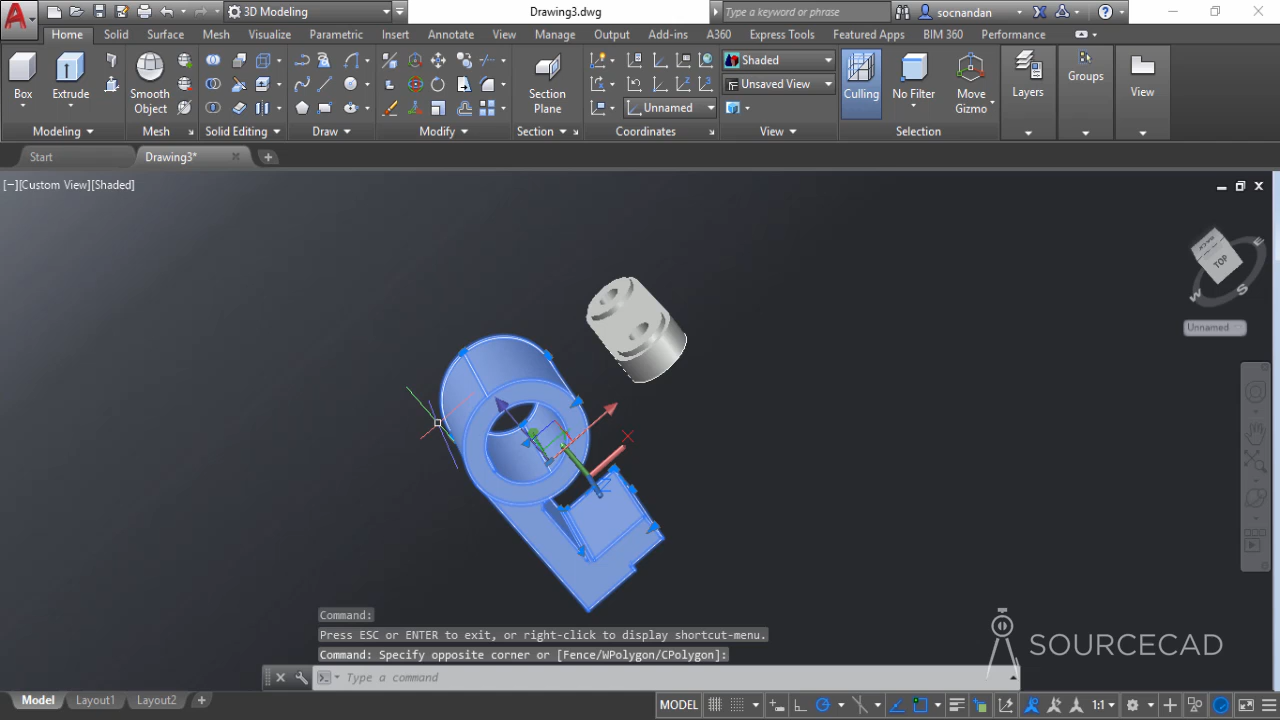 3D Modeling
Drawing3.dwg
Type a keyword or phrase
socnandan
Home Solid Surface Mesh Visualize Parametric Insert Annotate View Manage Output Add-ins A360 Express Tools Featured Apps BIM 360 Performance
Box
Extrude
Smooth
Object
Section
Plane
Shaded
Unsaved View
Unnamed
Culling
No Filter
Move
Gizmo
Layers
Groups
View
Modeling Mesh Solid Editing Draw Modify Section Coordinates View Selection
Start
Drawing3*
[−][Custom View][Shaded]
BACK
TOP
E
W
S
Unnamed
Command:
Press ESC or ENTER to exit, or right-click to display shortcut-menu.
Command: Specify opposite corner or [Fence/WPolygon/CPolygon]:
Type a command
SOURCECAD
Model Layout1 Layout2
MODEL
1:1